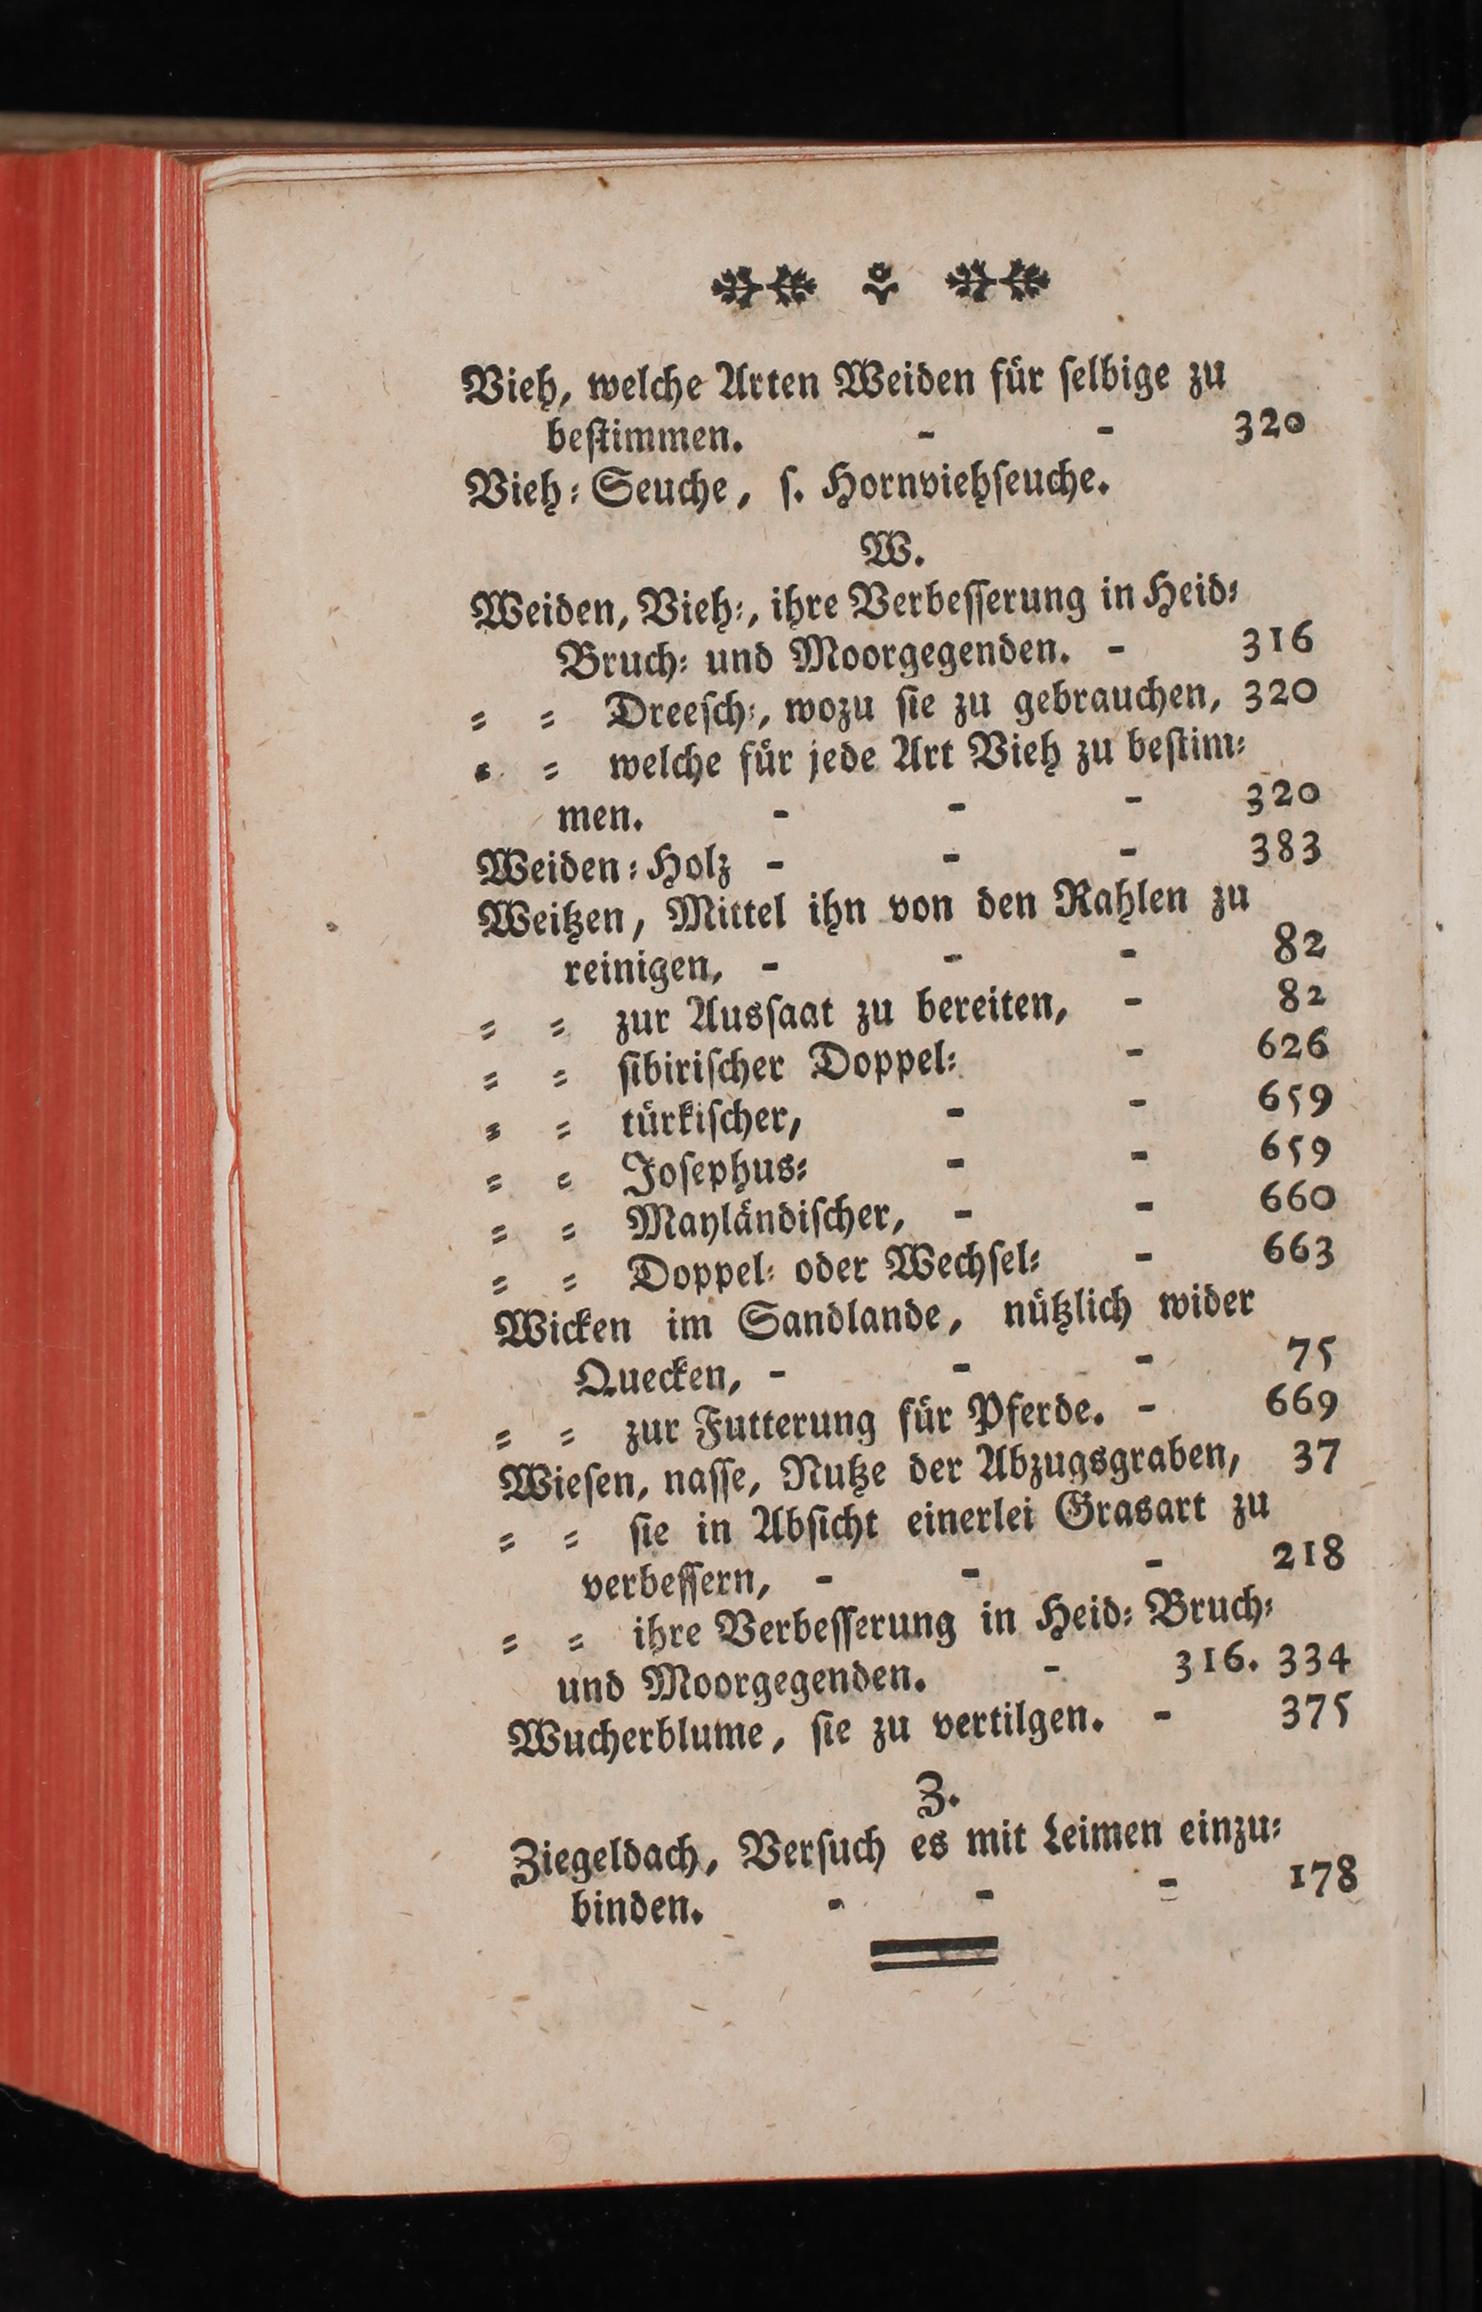 Vieh, welche Arten Weiden für ſelbige zu
beſtimmen. - - 320
Vieh⸗Seuche, ſ. Hornviehſeuche.
W.
Weiden, Vieh⸗, ihre Verbeſſerung in Heid⸗
Bruch⸗ und Moorgegenden. - 316
⸗ ⸗ Dreeſch⸗, wozu ſie zu gebrauchen, 320
⸗ ⸗ welche für jede Art Vieh zu beſtim⸗
men. - - - 320
Weiden⸗Holz - - - 383
Weitzen, Mittel ihn von den Rahlen zu
reinigen, - - - 82
⸗ ⸗ zur Ausſaat zu bereiten, - 82
⸗ ⸗ ſibiriſcher Doppel⸗ - 626
⸗ ⸗ türkiſcher, - - 659
⸗ ⸗ Joſephus⸗ - - 659
⸗ ⸗ Mayländiſcher, - - 660
⸗ ⸗ Doppel⸗ oder Wechſel⸗ - 663
Wicken im Sandlande, nützlich wider
Quecken, - - - 75
⸗ ⸗ zur Futterung für Pferde. - 669
Wieſen, naſſe, Nutze der Abzugsgraben, 37
⸗ ⸗ ſie in Abſicht einerlei Grasart zu
verbeſſern, - - - 218
⸗ ⸗ ihre Verbeſſerung in Heid⸗ Bruch⸗
und Moorgegenden. - 316. 334
Wucherblume, ſie zu vertilgen. - 375
Z.
Ziegeldach, Verſuch es mit Leimen einzu⸗
binden. - - - 178